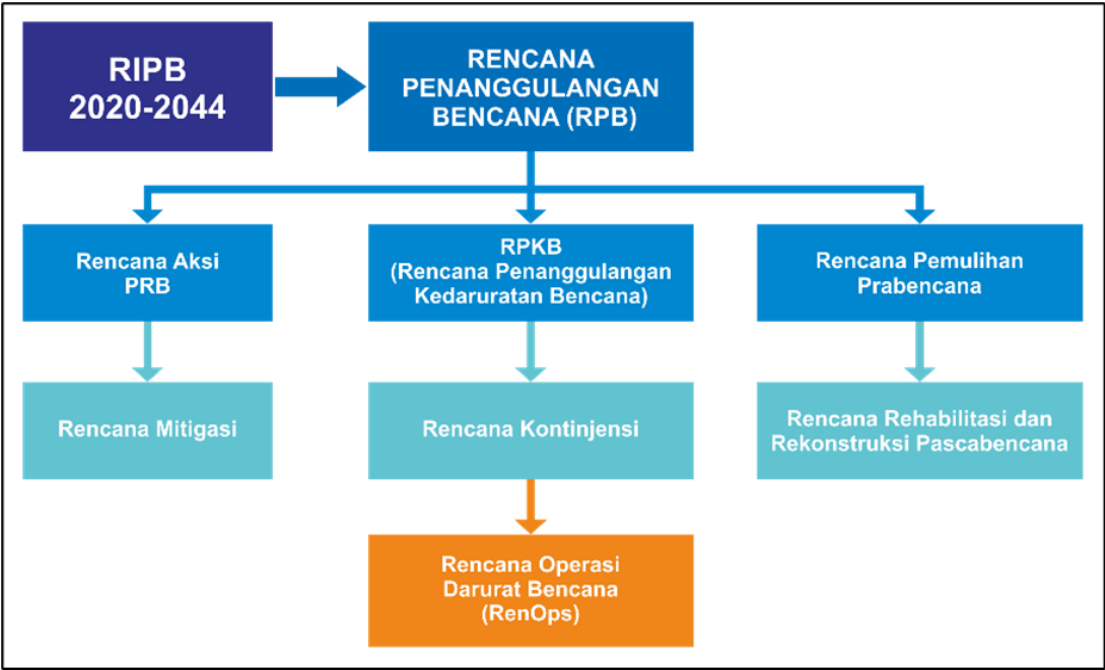 RIPB
2020-2044
RENCANA
PENANGGULANGAN
BENCANA (RPB)
Rencana Aksi
PRB
RPKB
(Rencana Penanggulangan
Kedaruratan Bencana)
Rencana Pemulihan
Prabencana
Rencana Mitigasi
Rencana Kontinjensi
Rencana Rehabilitasi dan
Rekonstruksi Pascabencana
Rencana Operasi
Darurat Bencana
(RenOps)